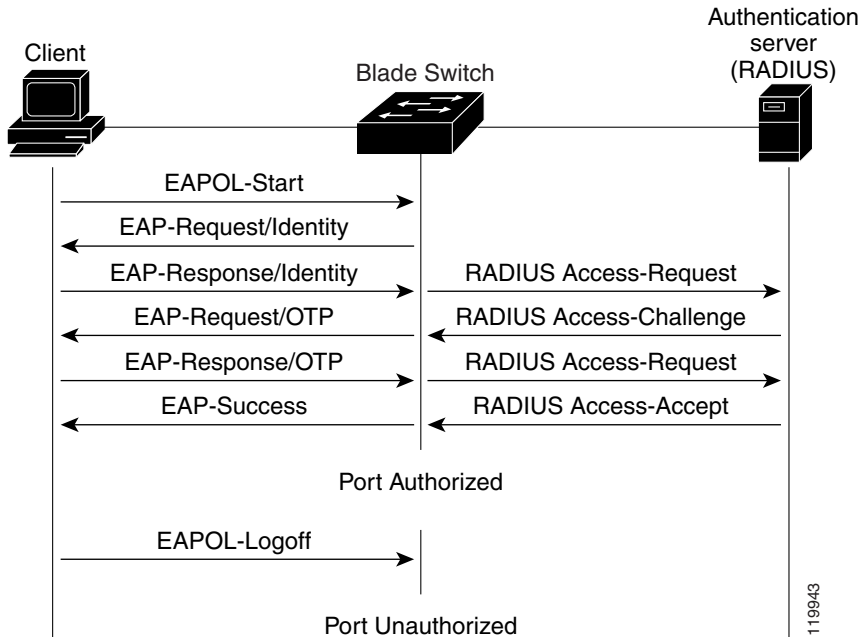 Client
Blade Switch
Authentication
server
(RADIUS)
EAPOL-Start
EAP-Request/Identity
EAP-Response/Identity
RADIUS Access-Request
EAP-Request/OTP
RADIUS Access-Challenge
EAP-Response/OTP
RADIUS Access-Request
EAP-Success
RADIUS Access-Accept
Port Authorized
EAPOL-Logoff
Port Unauthorized
119943